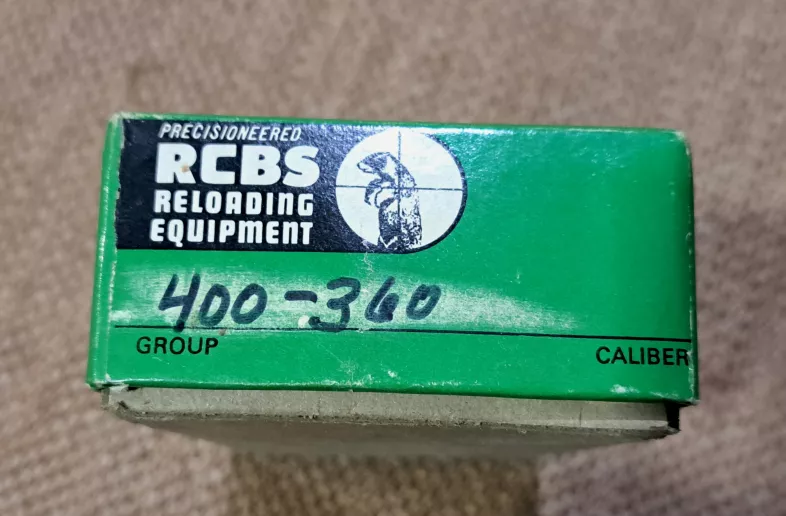 PRECISIONEERED
RCBS
RELOADING
EQUIPMENT
400-360
GROUP CALIBER